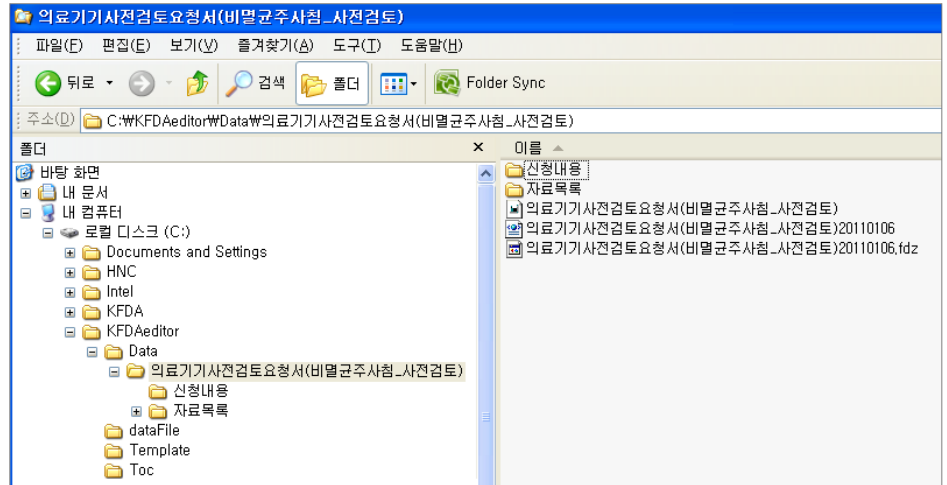 의료기기사전검토요청서(비멸균주사침_사전검토)
파일(F) 편집(E) 보기(V) 즐겨찾기(A) 도구(T) 도움말(H)
뒤로 검색 폴더 Folder Sync
주소(D) C:₩KFDAeditor₩Data₩의료기기사전검토요청서(비멸균주사침_사전검토)
폴더 × 이름
바탕 화면
내 문서
내 컴퓨터
로컬 디스크 (C:)
Documents and Settings
HNC
Intel
KFDA
KFDAeditor
Data
의료기기사전검토요청서(비멸균주사침_사전검토)
신청내용
자료목록
dataFile
Template
Toc
신청내용
자료목록
의료기기사전검토요청서(비멸균주사침_사전검토)
의료기기사전검토요청서(비멸균주사침_사전검토)20110106
의료기기사전검토요청서(비멸균주사침_사전검토)20110106.fdz